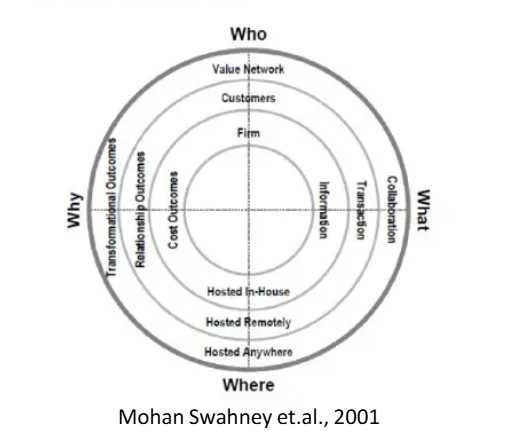 Who
Value Network
Customers
Firm
Why
Transformational Outcomes
Relationship Outcomes
Cost Outcomes
Information
Transaction
Collaboration
What
Hosted In-House
Hosted Remotely
Hosted Anywhere
Where
Mohan Swahney et.al., 2001